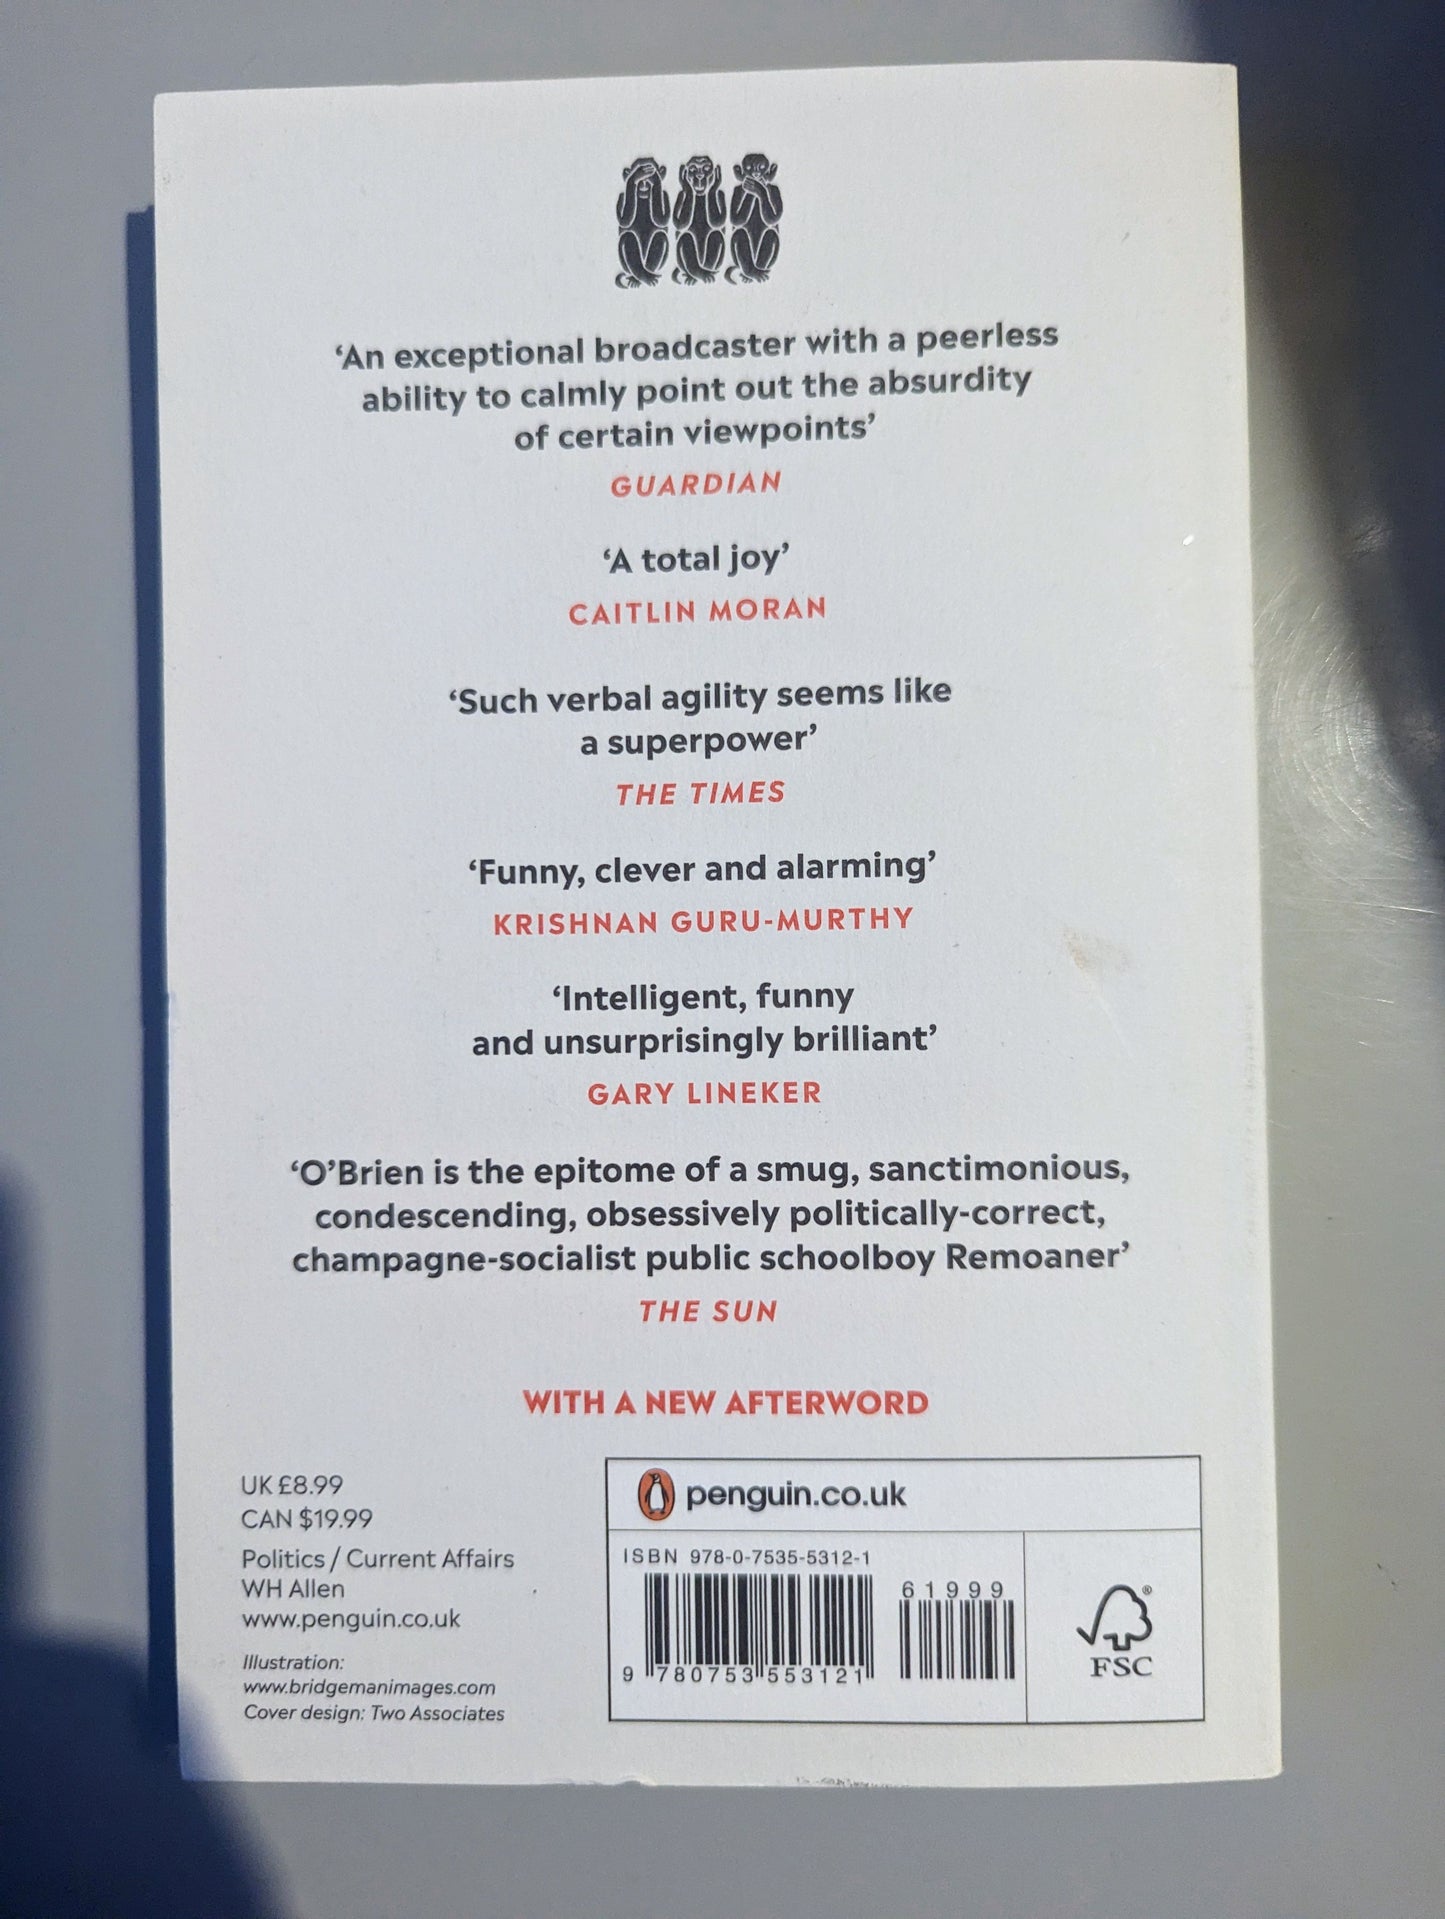 ‘An exceptional broadcaster with a peerless
ability to calmly point out the absurdity
of certain viewpoints’
GUARDIAN
‘A total joy’
CAITLIN MORAN
‘Such verbal agility seems like
a superpower’
THE TIMES
‘Funny, clever and alarming’
KRISHNAN GURU-MURTHY
‘Intelligent, funny
and unsurprisingly brilliant’
GARY LINEKER
‘O’Brien is the epitome of a smug, sanctimonious,
condescending, obsessively politically-correct,
champagne-socialist public schoolboy Remoaner’
THE SUN
WITH A NEW AFTERWORD
UK £8.99
CAN $19.99
Politics / Current Affairs
WH Allen
www.penguin.co.uk
Illustration:
www.bridgemanimages.com
Cover design: Two Associates
penguin.co.uk
ISBN 978-0-7535-5312-1
61999
9 780753 553121
FSC®